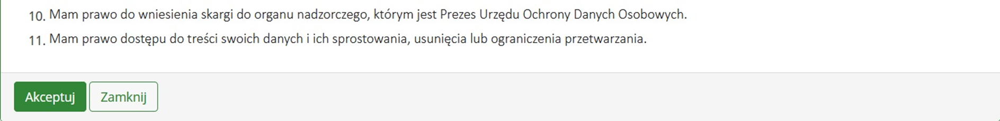 10. Mam prawo do wniesienia skargi do organu nadzorczego, którym jest Prezes Urzędu Ochrony Danych Osobowych.
11. Mam prawo dostępu do treści swoich danych i ich sprostowania, usunięcia lub ograniczenia przetwarzania.
Akceptuj Zamknij